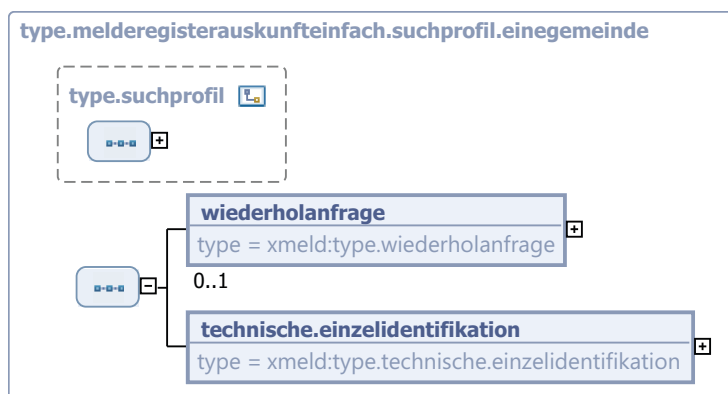 type.melderegisterauskunfteinfach.suchprofil.einegemeinde
type.suchprofil
wiederholanfrage
type = xmeld:type.wiederholanfrage
0..1
technische.einzelidentifikation
type = xmeld:type.technische.einzelidentifikation